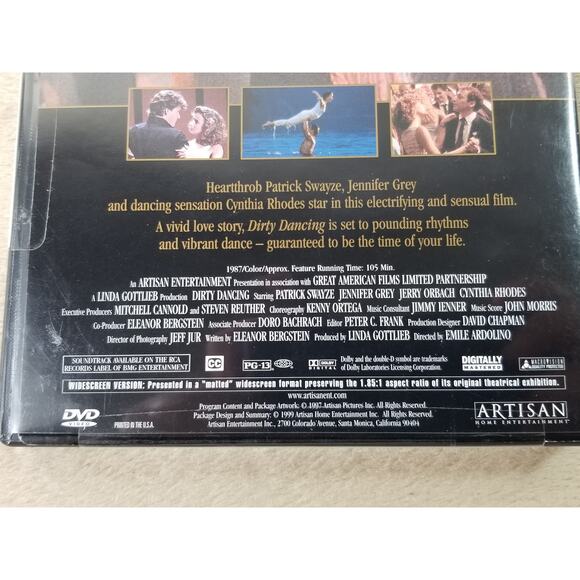 Heartthrob Patrick Swayze, Jennifer Grey
and dancing sensation Cynthia Rhodes star in this electrifying and sensual film.
A vivid love story, Dirty Dancing is set to pounding rhythms
and vibrant dance – guaranteed to be the time of your life.
1987/Color/Approx. Feature Running Time: 105 Min.
An ARTISAN ENTERTAINMENT Presentation in association with GREAT AMERICAN FILMS LIMITED PARTNERSHIP
A LINDA GOTTLIEB Production DIRTY DANCING Starring PATRICK SWAYZE JENNIFER GREY JERRY ORBACH CYNTHIA RHODES
Executive Producers MITCHELL CANNOLD and STEVEN REUTHER Choreography KENNY ORTEGA Music Consultant JIMMY IENNER Music Score JOHN MORRIS
Co-Producer ELEANOR BERGSTEIN Associate Producer DORO BACHRACH Editor PETER C. FRANK Production Designer DAVID CHAPMAN
Director of Photography JEFF JUR Written by ELEANOR BERGSTEIN Produced by LINDA GOTTLIEB Directed by EMILE ARDOLINO
SOUNDTRACK AVAILABLE ON THE RCA
RECORDS LABEL OF BMG ENTERTAINMENT
CC
PG-13
DOLBY
DIGITAL
Dolby and the double-D symbol are trademarks
of Dolby Laboratories Licensing Corporation.
DIGITALLY
MASTERED
MACROVISION
QUALITY PROTECTION
WIDESCREEN VERSION: Presented in a "matted" widescreen format preserving the 1.85:1 aspect ratio of its original theatrical exhibition.
www.artisanent.com
DVD
VIDEO
PRINTED IN THE U.S.A.
Program Content and Package Artwork: © 1997 Artisan Pictures Inc. All Rights Reserved.
Package Design and Summary: © 1999 Artisan Home Entertainment Inc. All Rights Reserved.
Artisan Entertainment Inc., 2700 Colorado Avenue, Santa Monica, California 90404
ARTISAN
HOME ENTERTAINMENT